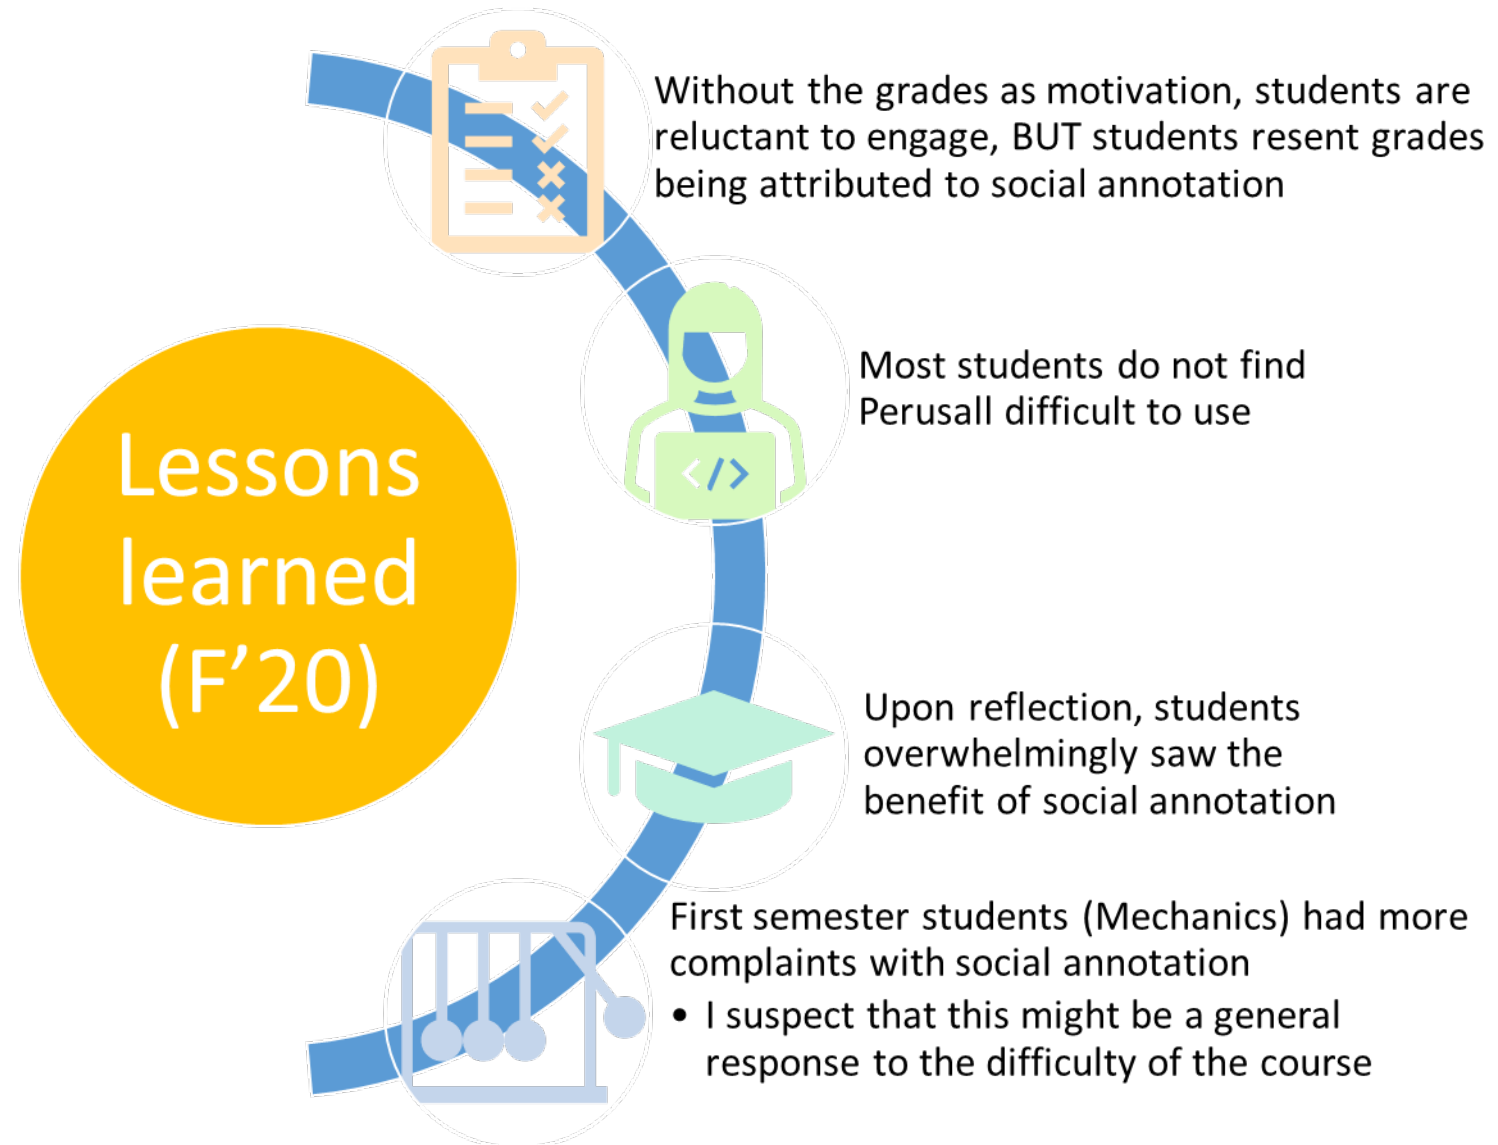 Without the grades as motivation, students are
reluctant to engage, BUT students resent grades
being attributed to social annotation
Most students do not find
Perusall difficult to use
</>
Lessons
learned
(F’20)
Upon reflection, students
overwhelmingly saw the
benefit of social annotation
First semester students (Mechanics) had more
complaints with social annotation
• I suspect that this might be a general
response to the difficulty of the course